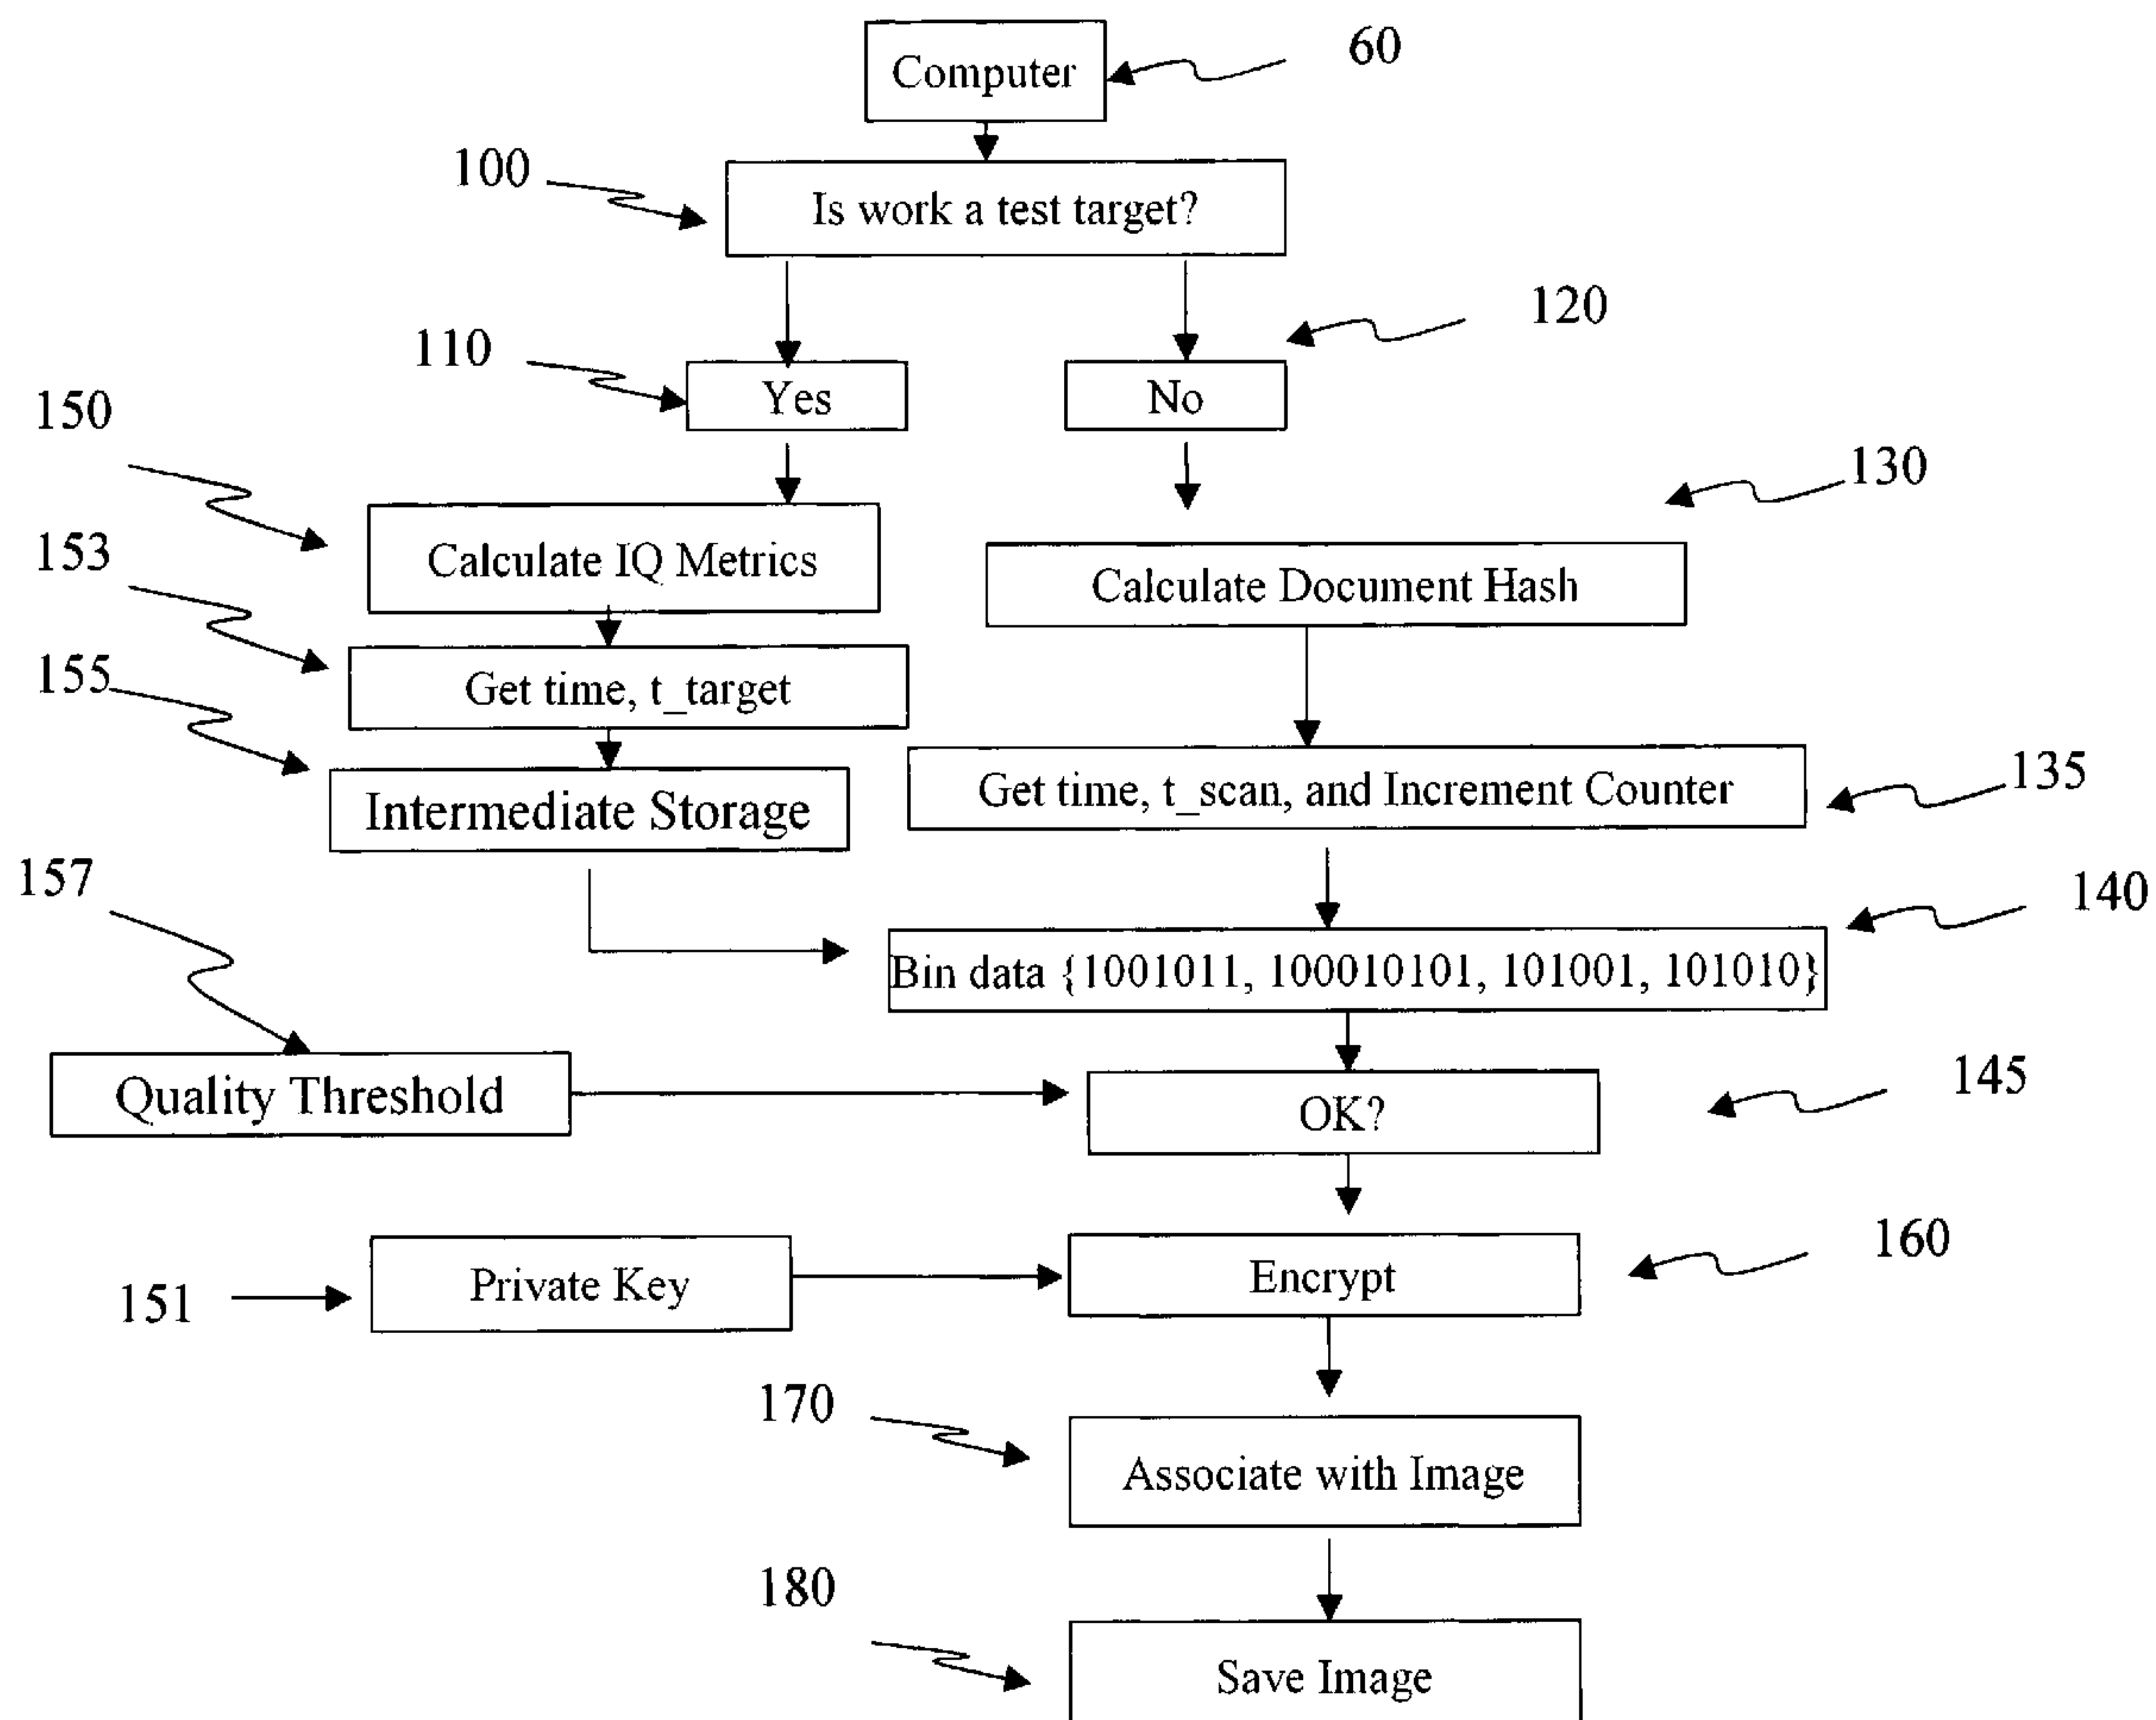 Computer
60
100
Is work a test target?
120
110
Yes
No
150
130
153
Calculate IQ Metrics
Calculate Document Hash
155
Get time, t_target
Intermediate Storage
Get time, t_scan, and Increment Counter
135
157
140
Bin data {1001011, 100010101, 101001, 101010}
Quality Threshold
OK?
145
151
Private Key
Encrypt
160
170
Associate with Image
180
Save Image